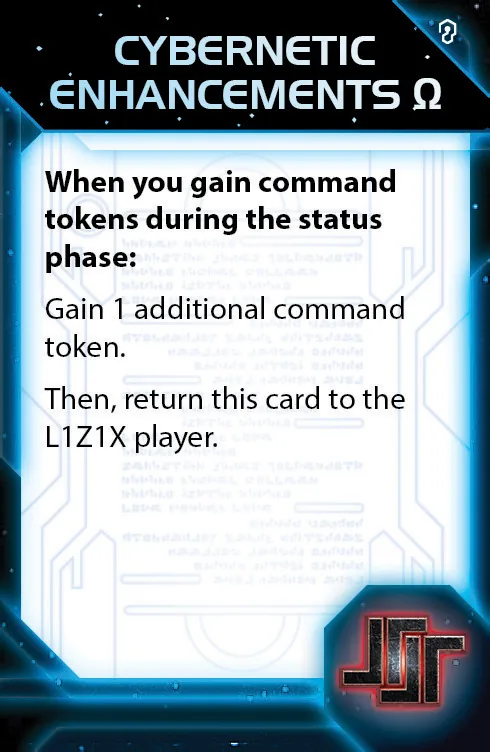 CYBERNETIC
ENHANCEMENTS Ω
When you gain command
tokens during the status
phase:
Gain 1 additional command
token.
Then, return this card to the
L1Z1X player.